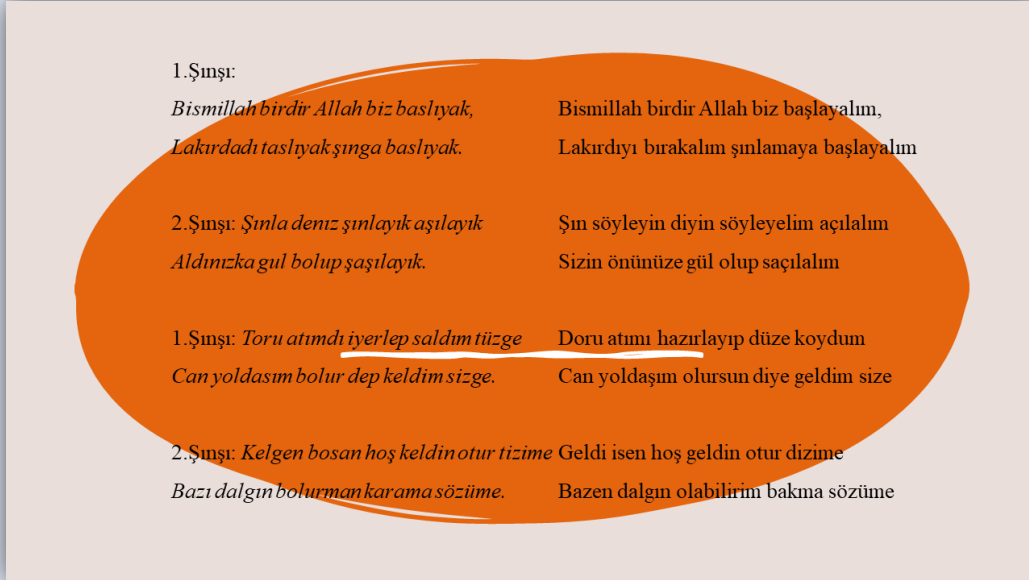 1.Şınşı:
Bismillah birdir Allah biz baslıyak, Bismillah birdir Allah biz başlayalım,
Lakırdadı taslıyak şınga baslıyak. Lakırdıyı bırakalım şınlamaya başlayalım
2.Şınşı: Şınla denız şınlayık aşılayık Şın söyleyin diyin söyleyelim açılalım
Aldınızka gul bolup şaşılayık. Sizin önünüze gül olup saçılalım
1.Şınşı: Toru atımdı iyerlep saldım tüzge Doru atımı hazırlayıp düze koydum
Can yoldasım bolur dep keldim sizge. Can yoldaşım olursun diye geldim size
2.Şınşı: Kelgen bosan hoş keldin otur tizime Geldi isen hoş geldin otur dizime
Bazı dalgın bolurman karama sözüme. Bazen dalgın olabilirim bakma sözüme